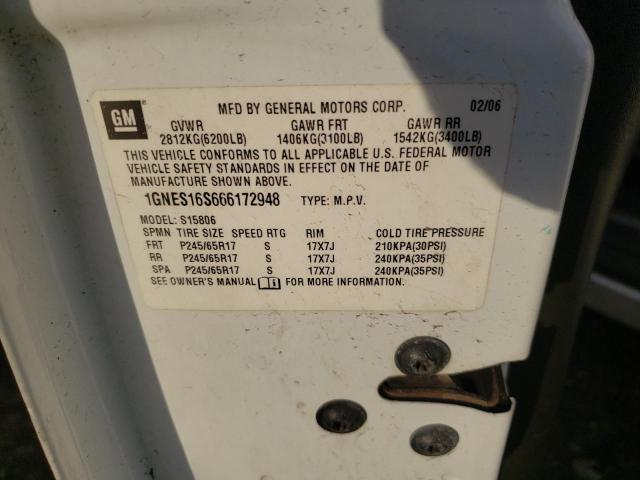 GM
MFD BY GENERAL MOTORS CORP. 02/06
GVWR GAWR FRT GAWR RR
2812KG(6200LB) 1406KG(3100LB) 1542KG(3400LB)
THIS VEHICLE CONFORMS TO ALL APPLICABLE U.S. FEDERAL MOTOR
VEHICLE SAFETY STANDARDS IN EFFECT ON THE DATE OF
MANUFACTURE SHOWN ABOVE.
1GNES16S666172948 TYPE: M.P.V.
MODEL: S15806
SPMN TIRE SIZE SPEED RTG RIM COLD TIRE PRESSURE
FRT P245/65R17 S 17X7J 210KPA(30PSI)
RR P245/65R17 S 17X7J 240KPA(35PSI)
SPA P245/65R17 S 17X7J 240KPA(35PSI)
SEE OWNER'S MANUAL FOR MORE INFORMATION.